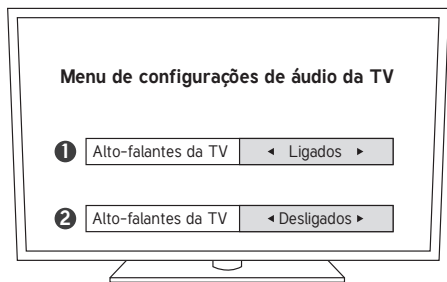 Menu de configurações de áudio da TV
1 Alto-falantes da TV ◄ Ligados ►
2 Alto-falantes da TV ◄ Desligados ►